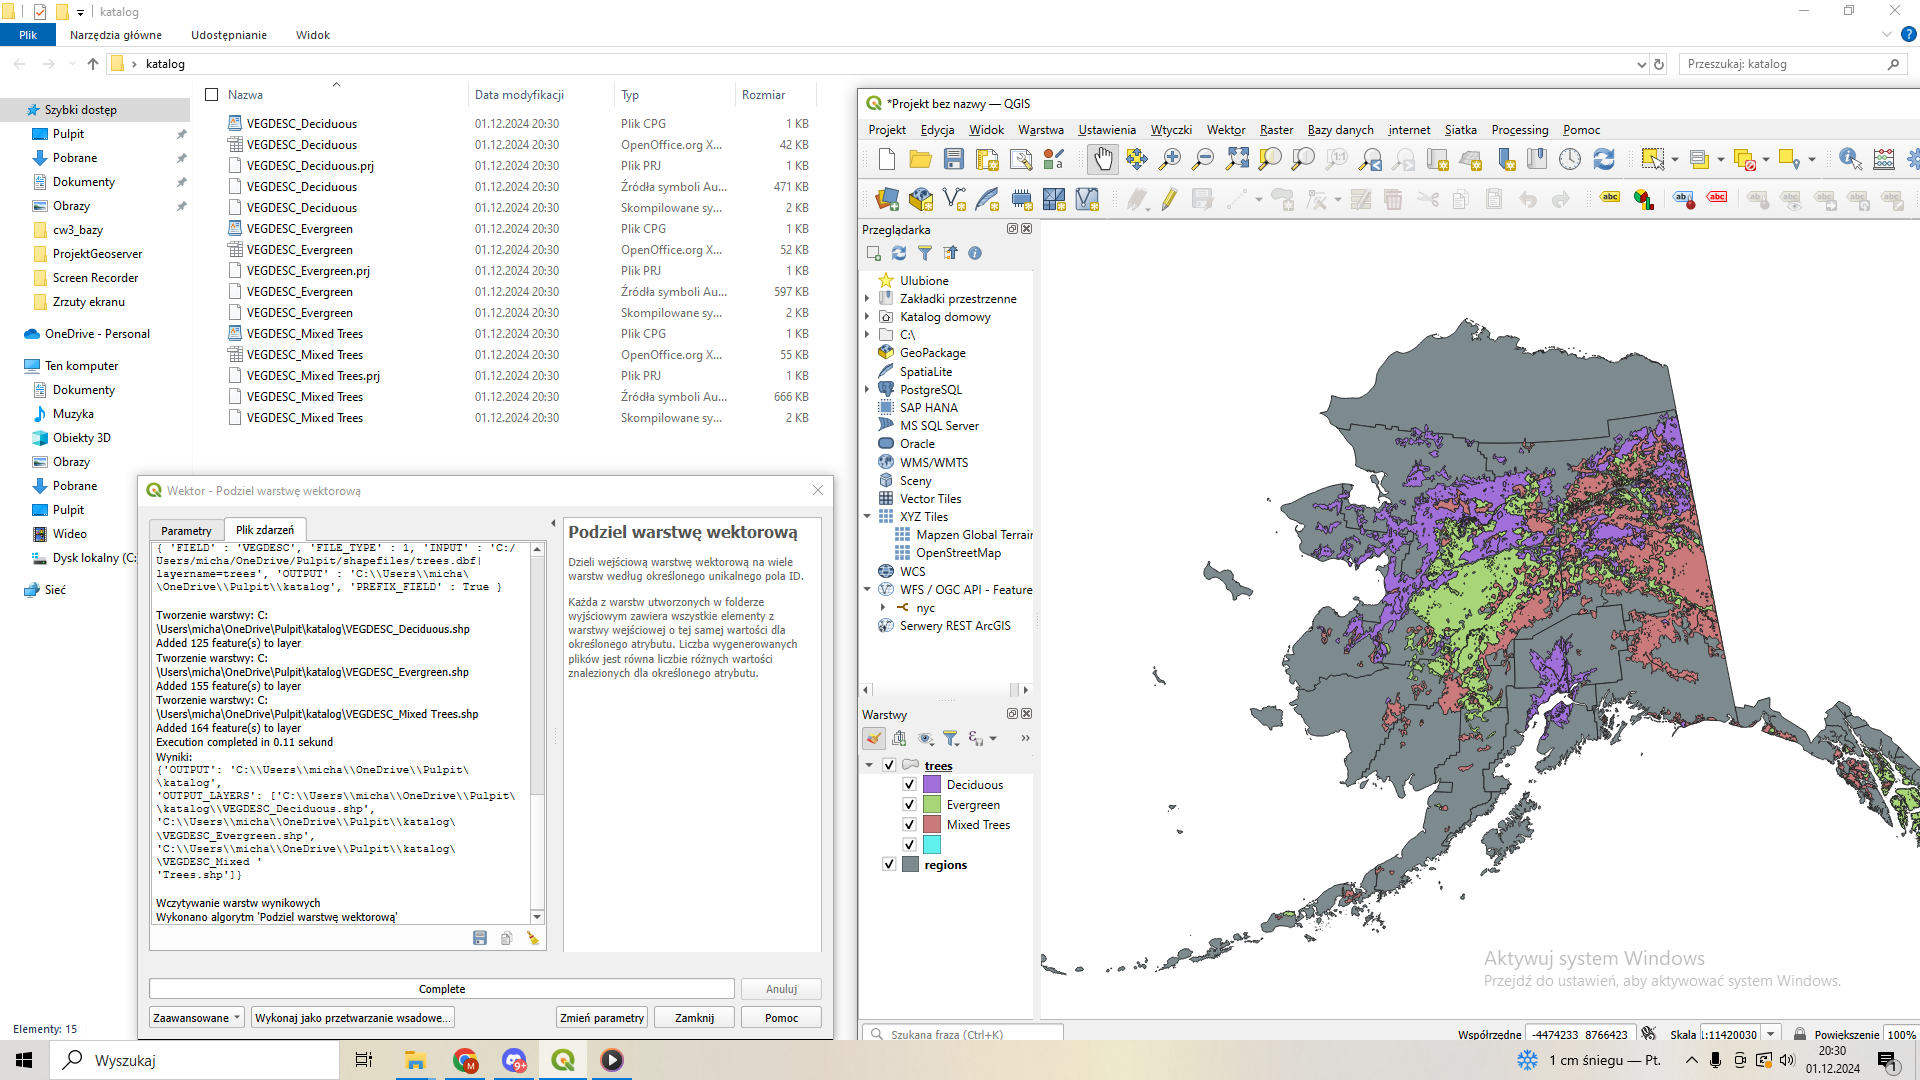 katalog
Plik
Narzędzia główne
Udostępnianie
Widok
katalog
Przeszukaj: katalog
Szybki dostęp
Pulpit
Pobrane
Dokumenty
Obrazy
cw3_bazy
ProjektGeoserver
Screen Recorder
Zrzuty ekranu
OneDrive - Personal
Ten komputer
Dokumenty
Muzyka
Obiekty 3D
Obrazy
Pobrane
Pulpit
Wideo
Dysk lokalny (C:
Sieć
Nazwa Data modyfikacji Typ Rozmiar
VEGDESC_Deciduous 01.12.2024 20:30 Plik CPG 1 KB
VEGDESC_Deciduous 01.12.2024 20:30 OpenOffice.org X... 42 KB
VEGDESC_Deciduous.prj 01.12.2024 20:30 Plik PRJ 1 KB
VEGDESC_Deciduous 01.12.2024 20:30 Źródła symboli Au... 471 KB
VEGDESC_Deciduous 01.12.2024 20:30 Skompilowane sy... 2 KB
VEGDESC_Evergreen 01.12.2024 20:30 Plik CPG 1 KB
VEGDESC_Evergreen 01.12.2024 20:30 OpenOffice.org X... 52 KB
VEGDESC_Evergreen.prj 01.12.2024 20:30 Plik PRJ 1 KB
VEGDESC_Evergreen 01.12.2024 20:30 Źródła symboli Au... 597 KB
VEGDESC_Evergreen 01.12.2024 20:30 Skompilowane sy... 2 KB
VEGDESC_Mixed Trees 01.12.2024 20:30 Plik CPG 1 KB
VEGDESC_Mixed Trees 01.12.2024 20:30 OpenOffice.org X... 55 KB
VEGDESC_Mixed Trees.prj 01.12.2024 20:30 Plik PRJ 1 KB
VEGDESC_Mixed Trees 01.12.2024 20:30 Źródła symboli Au... 666 KB
VEGDESC_Mixed Trees 01.12.2024 20:30 Skompilowane sy... 2 KB
Elementy: 15
Wektor - Podziel warstwę wektorową
Parametry
Plik zdarzeń
{ 'FIELD' : 'VEGDESC', 'FILE_TYPE' : 1, 'INPUT' : 'C:/
Users/micha/OneDrive/Pulpit/shapefiles/trees.dbf|
layername=trees', 'OUTPUT' : 'C:\\Users\\micha\
\OneDrive\\Pulpit\\katalog', 'PREFIX_FIELD' : True }
Tworzenie warstwy: C:
\Users\micha\OneDrive\Pulpit\katalog\VEGDESC_Deciduous.shp
Added 125 feature(s) to layer
Tworzenie warstwy: C:
\Users\micha\OneDrive\Pulpit\katalog\VEGDESC_Evergreen.shp
Added 155 feature(s) to layer
Tworzenie warstwy: C:
\Users\micha\OneDrive\Pulpit\katalog\VEGDESC_Mixed Trees.shp
Added 164 feature(s) to layer
Execution completed in 0.11 sekund
Wyniki:
{'OUTPUT': 'C:\\Users\\micha\\OneDrive\\Pulpit\
\katalog',
'OUTPUT_LAYERS': ['C:\\Users\\micha\\OneDrive\\Pulpit\
\katalog\\VEGDESC_Deciduous.shp',
'C:\\Users\\micha\\OneDrive\\Pulpit\\katalog\
\VEGDESC_Evergreen.shp',
'C:\\Users\\micha\\OneDrive\\Pulpit\\katalog\
\VEGDESC_Mixed '
'Trees.shp']}
Wczytywanie warstw wynikowych
Wykonano algorytm 'Podziel warstwę wektorową'
Podziel warstwę wektorową
Dzieli wejściową warstwę wektorową na wiele
warstw według określonego unikalnego pola ID.
Każda z warstw utworzonych w folderze
wyjściowym zawiera wszystkie elementy z
warstwy wejściowej o tej samej wartości dla
określonego atrybutu. Liczba wygenerowanych
plików jest równa liczbie różnych wartości
znalezionych dla określonego atrybutu.
Complete
Anuluj
Zaawansowane
Wykonaj jako przetwarzanie wsadowe...
Zmień parametry
Zamknij
Pomoc
*Projekt bez nazwy — QGIS
Projekt Edycja Widok Warstwa Ustawienia Wtyczki Wektor Raster Bazy danych internet Siatka Processing Pomoc
Przeglądarka
Ulubione
Zakładki przestrzenne
Katalog domowy
C:\
GeoPackage
SpatiaLite
PostgreSQL
SAP HANA
MS SQL Server
Oracle
WMS/WMTS
Sceny
Vector Tiles
XYZ Tiles
Mapzen Global Terrain
OpenStreetMap
WCS
WFS / OGC API - Feature
nyc
Serwery REST ArcGIS
Warstwy
trees
Deciduous
Evergreen
Mixed Trees
regions
Aktywuj system Windows
Przejdź do ustawień, aby aktywować system Windows.
Szukana fraza (Ctrl+K)
Współrzędne -4474233 8766423 Skala 1:11420030 Powiększenie 100%
Wyszukaj
1 cm śniegu — Pt.
20:30
01.12.2024